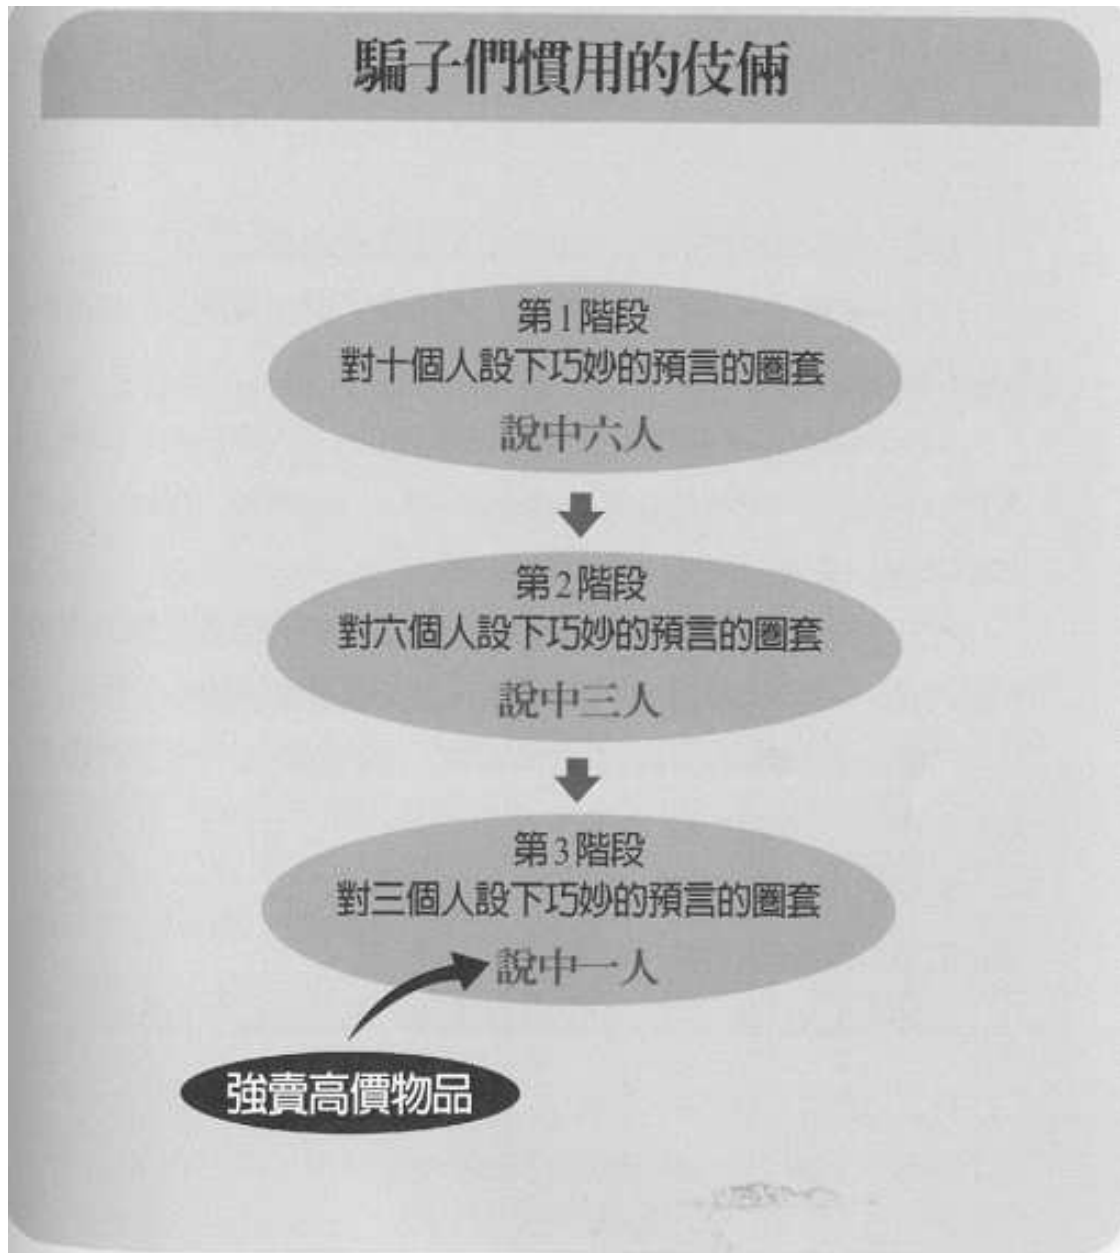 騙子們慣用的伎倆
第1階段
對十個人設下巧妙的預言的圈套
說中六人
第2階段
對六個人設下巧妙的預言的圈套
說中三人
第3階段
對三個人設下巧妙的預言的圈套
說中一人
強賣高價物品